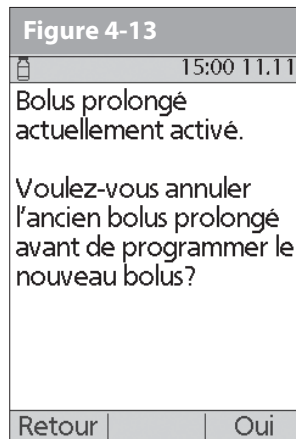 Figure 4-13
15:00 11.11
Bolus prolongé
actuellement activé.
Voulez-vous annuler
l'ancien bolus prolongé
avant de programmer le
nouveau bolus?
Retour
Oui